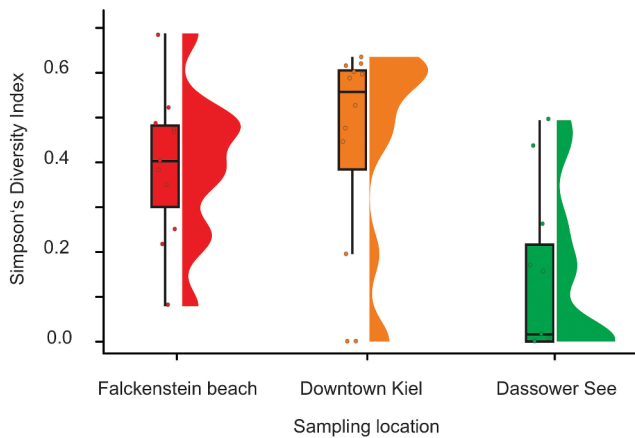 Simpson‘s Diversity Index
0.6
0.4
0.2
0.0
Falckenstein beach
Downtown Kiel
Dassower See
Sampling location